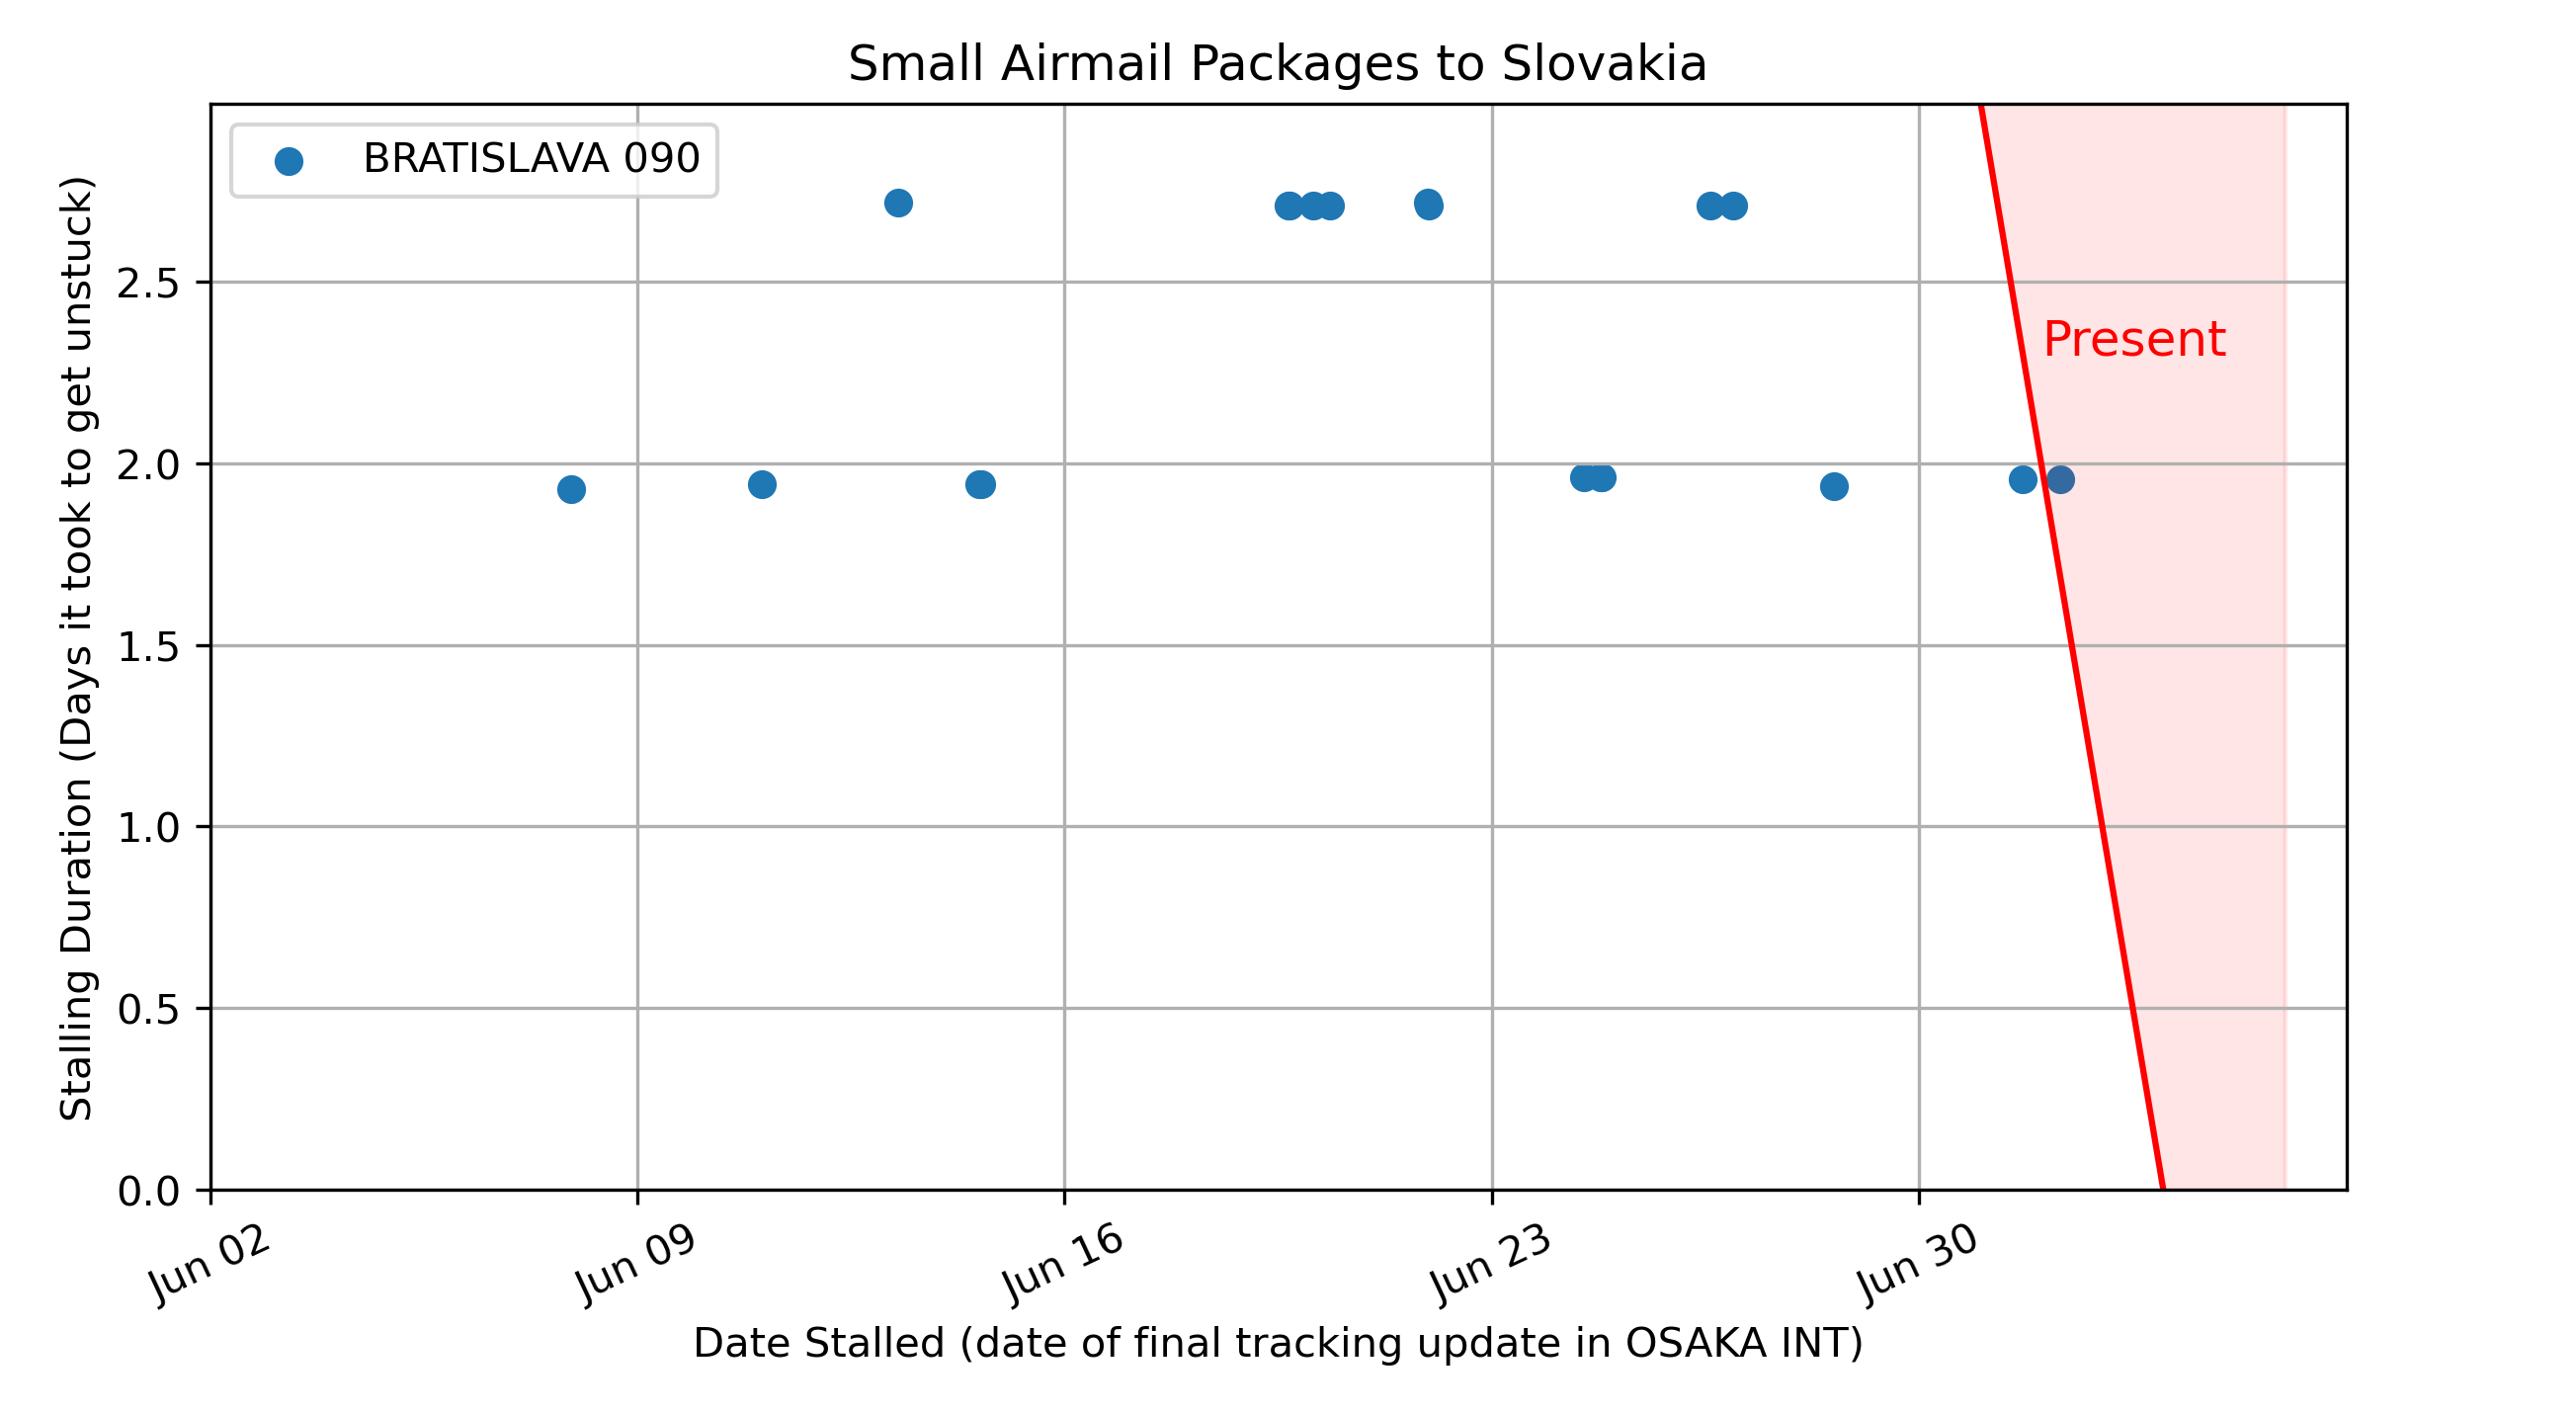 Small Airmail Packages to Slovakia
BRATISLAVA 090
Present
Stalling Duration (Days it took to get unstuck)
2.5
2.0
1.5
1.0
0.5
0.0
Jun 02
Jun 09
Jun 16
Jun 23
Jun 30
Date Stalled (date of final tracking update in OSAKA INT)